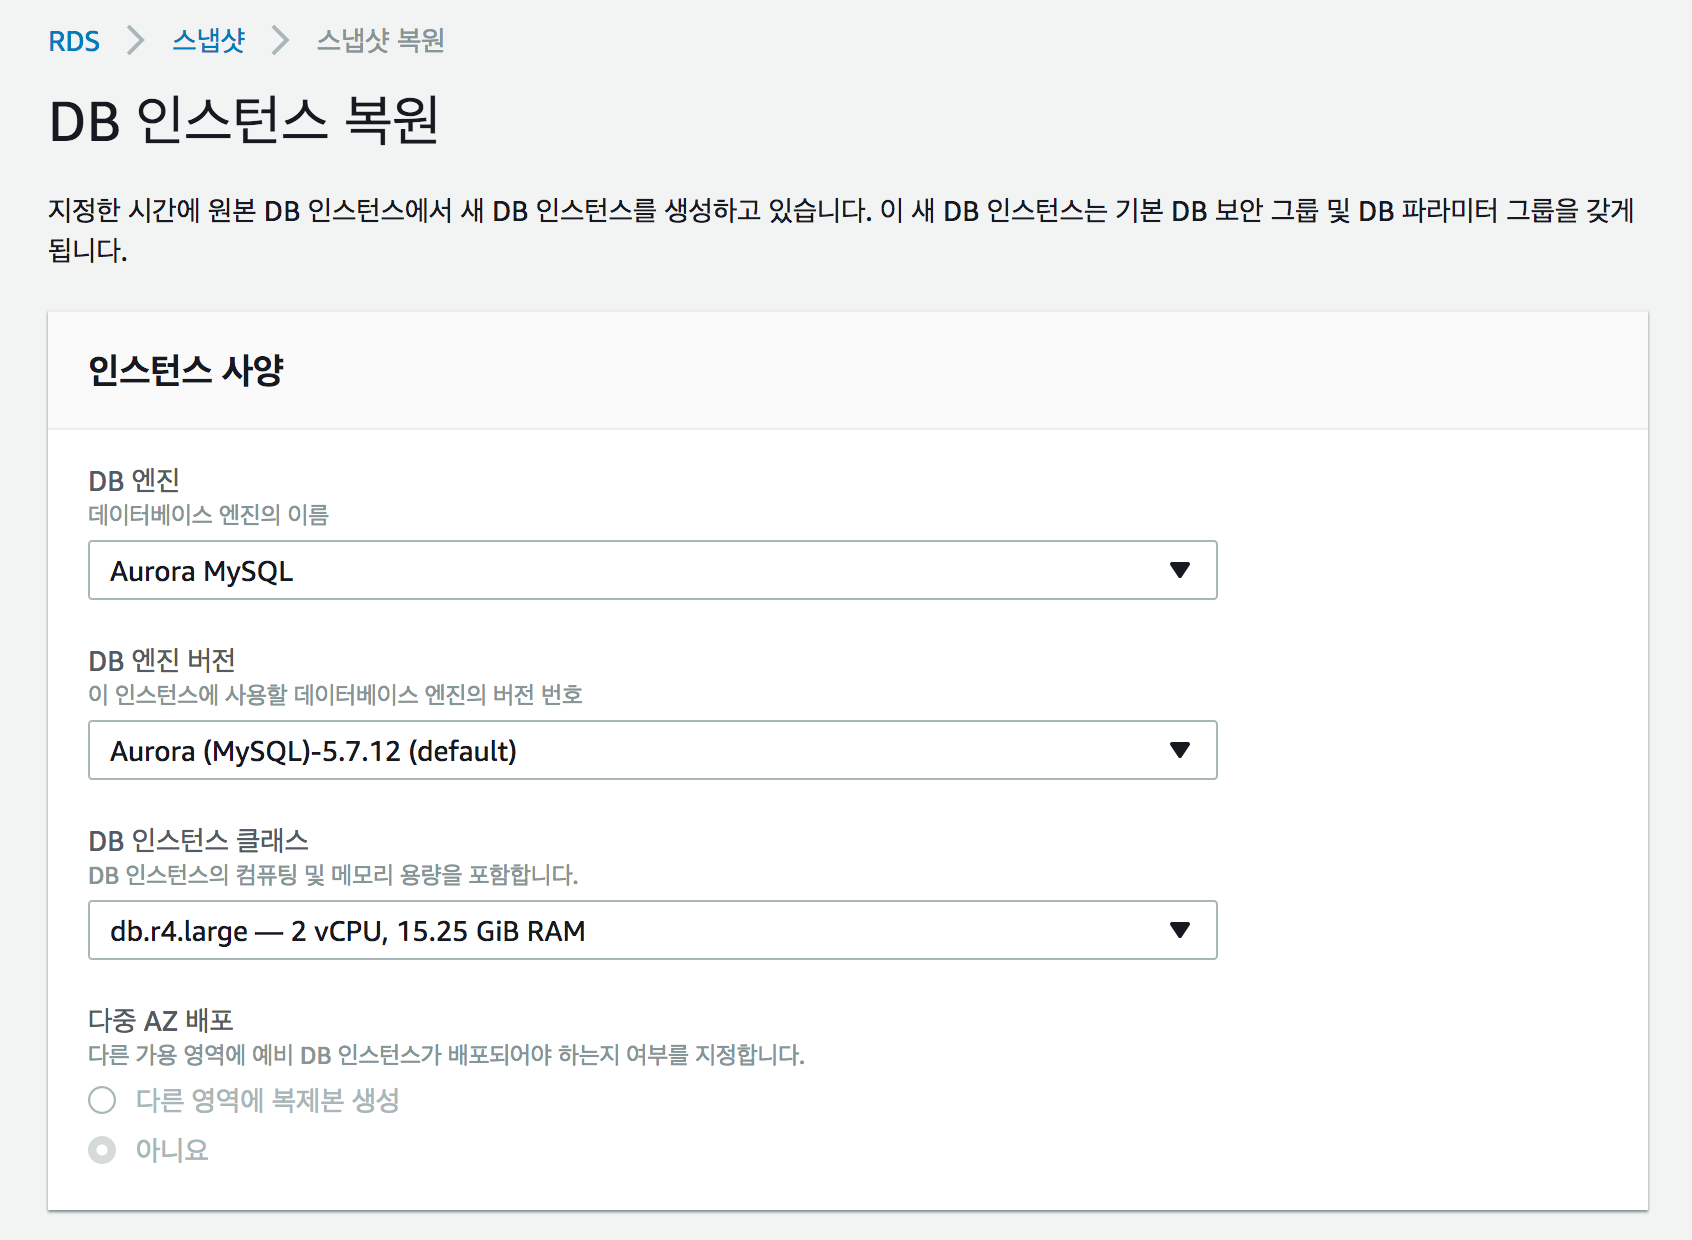 RDS > 스냅샷 > 스냅샷 복원
DB 인스턴스 복원
지정한 시간에 원본 DB 인스턴스에서 새 DB 인스턴스를 생성하고 있습니다. 이 새 DB 인스턴스는 기본 DB 보안 그룹 및 DB 파라미터 그룹을 갖게
됩니다.
인스턴스 사양
DB 엔진
데이터베이스 엔진의 이름
Aurora MySQL
DB 엔진 버전
이 인스턴스에 사용할 데이터베이스 엔진의 버전 번호
Aurora (MySQL)-5.7.12 (default)
DB 인스턴스 클래스
DB 인스턴스의 컴퓨팅 및 메모리 용량을 포함합니다.
db.r4.large — 2 vCPU, 15.25 GiB RAM
다중 AZ 배포
다른 가용 영역에 예비 DB 인스턴스가 배포되어야 하는지 여부를 지정합니다.
다른 영역에 복제본 생성
아니요